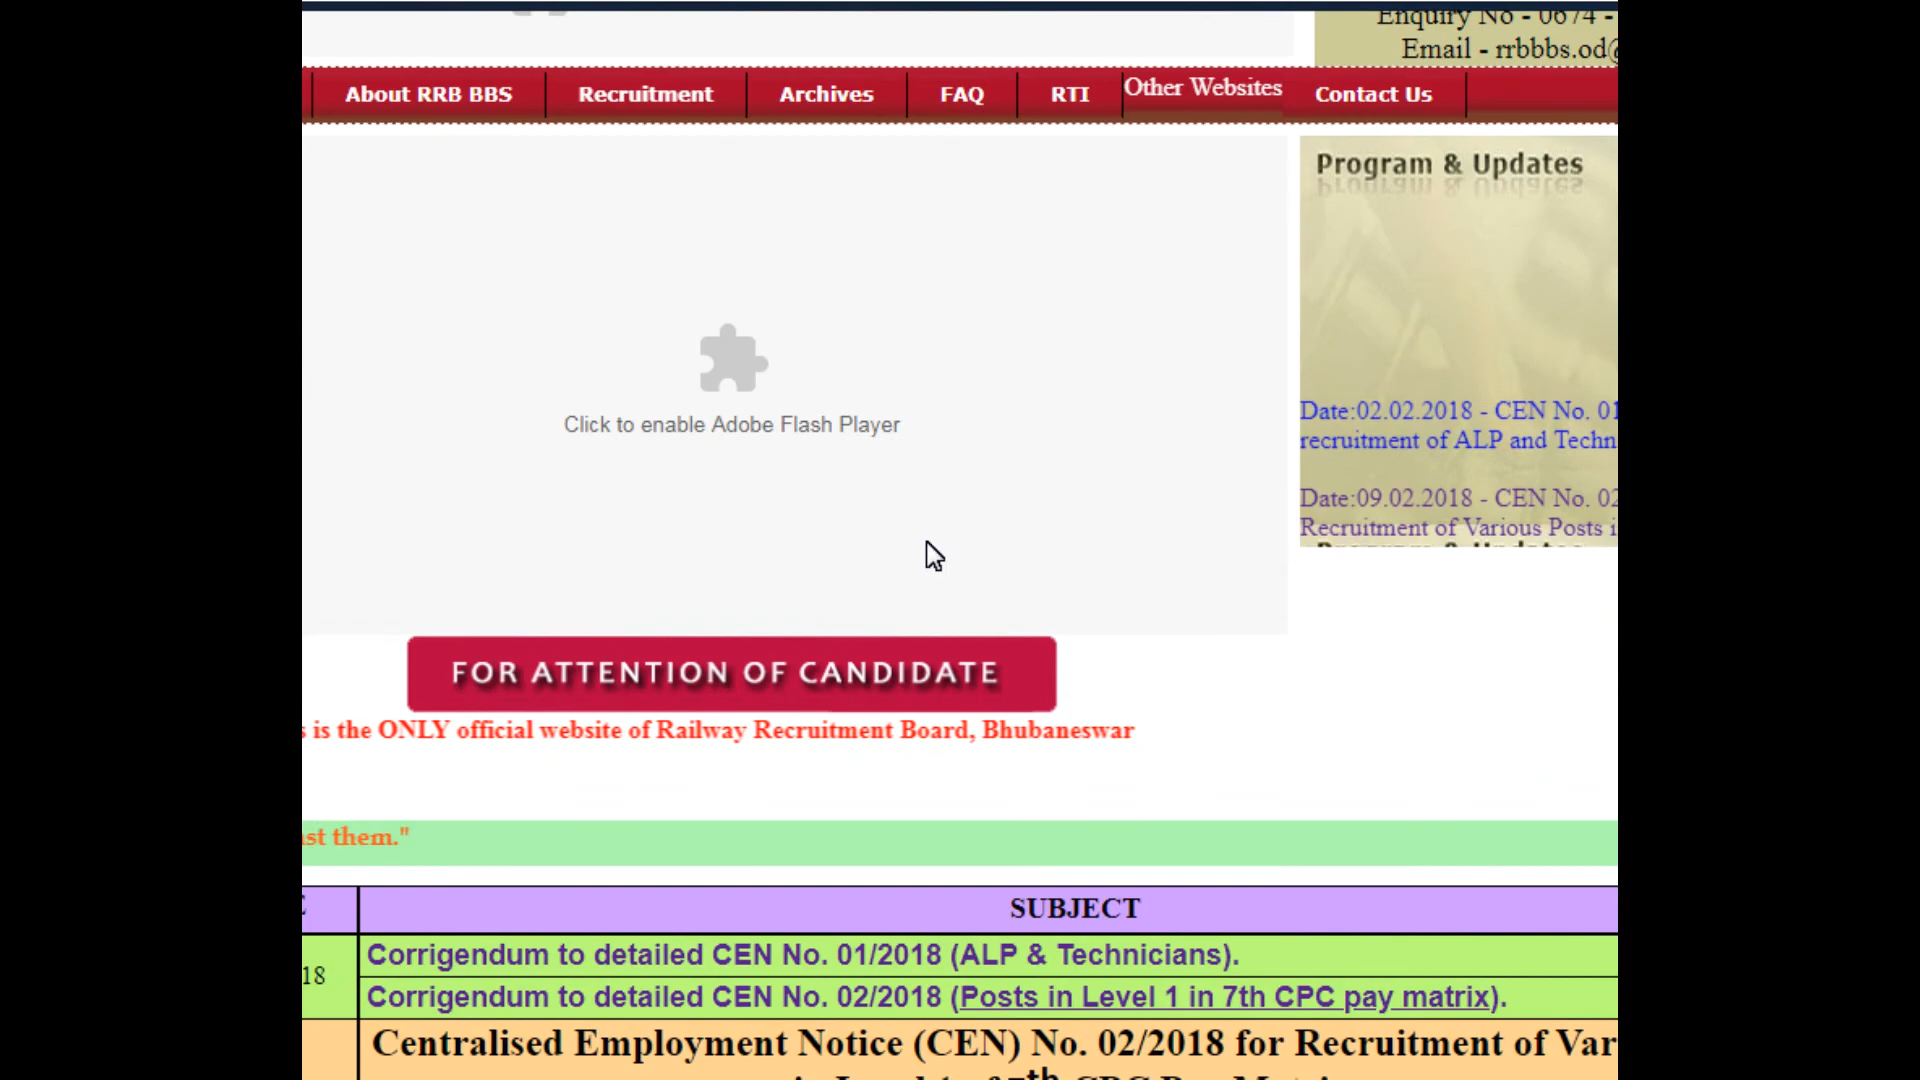 Enquiry No - 0674 -
Email - rrbbbs.od@
About RRB BBS Recruitment Archives FAQ RTI Other Websites Contact Us
Program & Updates
Click to enable Adobe Flash Player
Date:02.02.2018 - CEN No. 01
recruitment of ALP and Techn
Date:09.02.2018 - CEN No. 02
Recruitment of Various Posts i
Program & Updates
FOR ATTENTION OF CANDIDATE
s is the ONLY official website of Railway Recruitment Board, Bhubaneswar
st them."
SUBJECT
Corrigendum to detailed CEN No. 01/2018 (ALP & Technicians).
18
Corrigendum to detailed CEN No. 02/2018 (Posts in Level 1 in 7th CPC pay matrix).
Centralised Employment Notice (CEN) No. 02/2018 for Recruitment of Var